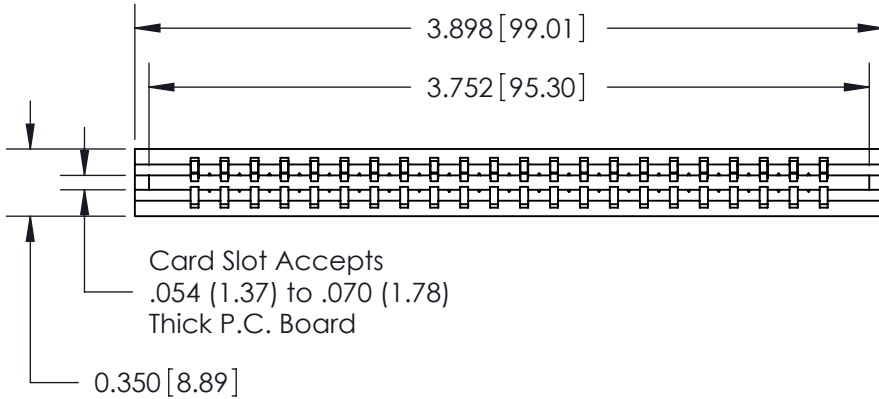 3.898[99.01]
3.752[95.30]
Card Slot Accepts
.054 (1.37) to .070 (1.78)
Thick P.C. Board
0.350[8.89]